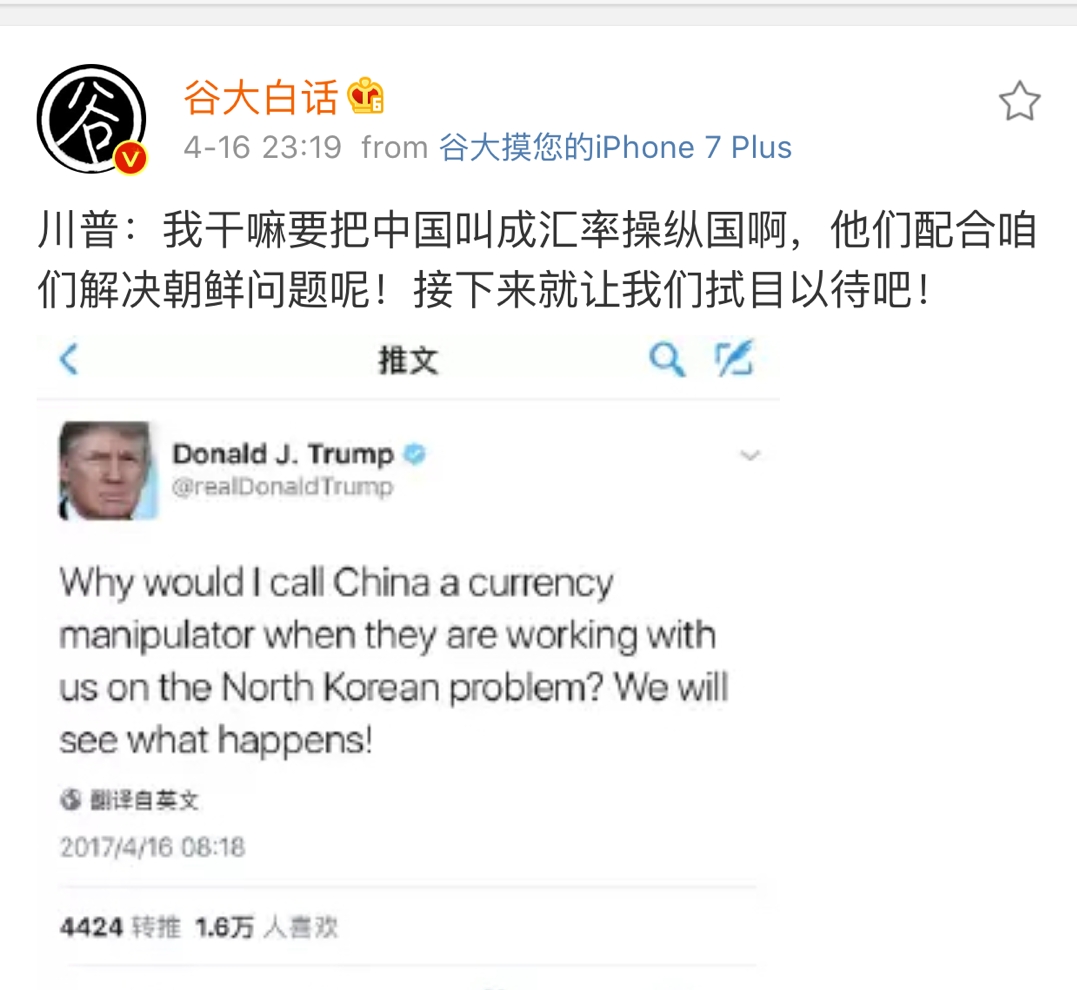 谷
谷大白话
6
V
4-16 23:19 from 谷大摸您的iPhone 7 Plus
川普：我干嘛要把中国叫成汇率操纵国啊，他们配合咱
们解决朝鲜问题呢！接下来就让我们拭目以待吧！
推文
Donald J. Trump
@realDonaldTrump
Why would I call China a currency
manipulator when they are working with
us on the North Korean problem? We will
see what happens!
翻译自英文
2017/4/16 08:18
4424 转推 1.6万 人喜欢